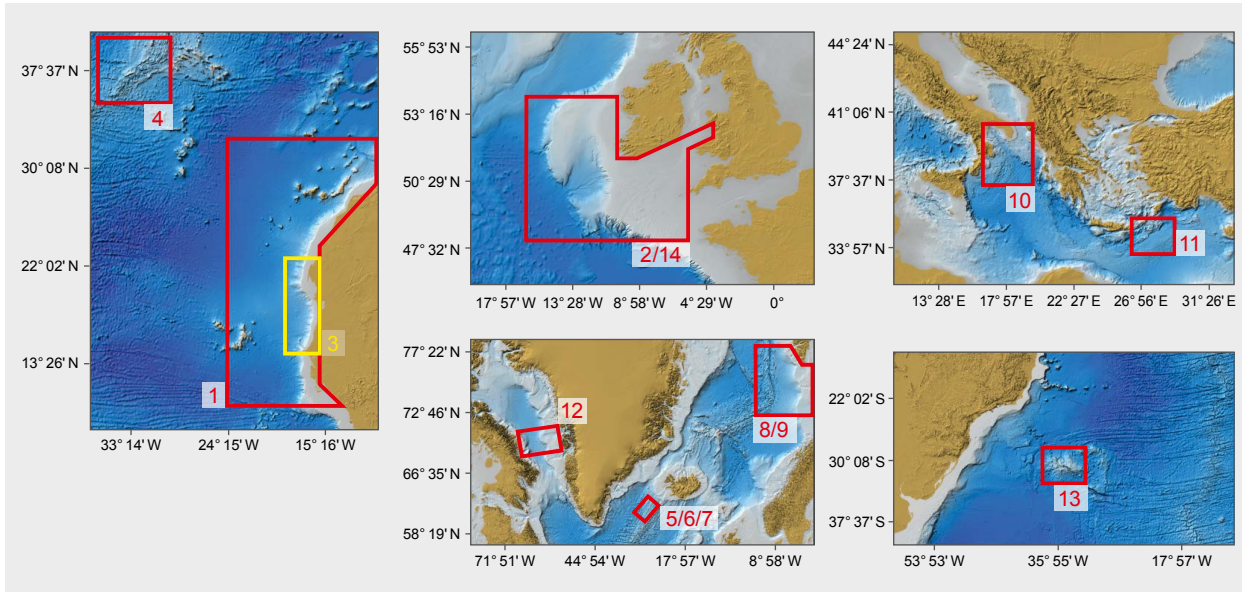 37° 37' N
30° 08' N
22° 02' N
13° 26' N
33° 14' W
24° 15' W
15° 16' W
4
3
1
55° 53' N
53° 16' N
50° 29' N
47° 32' N
17° 57' W
13° 28' W
8° 58' W
4° 29' W
0°
2/14
44° 24' N
41° 06' N
37° 37' N
33° 57' N
13° 28' E
17° 57' E
22° 27' E
26° 56' E
31° 26' E
10
11
77° 22' N
72° 46' N
66° 35' N
58° 19' N
71° 51' W
44° 54' W
17° 57' W
8° 58' W
12
8/9
5/6/7
22° 02' S
30° 08' S
37° 37' S
53° 53' W
35° 55' W
17° 57' W
13